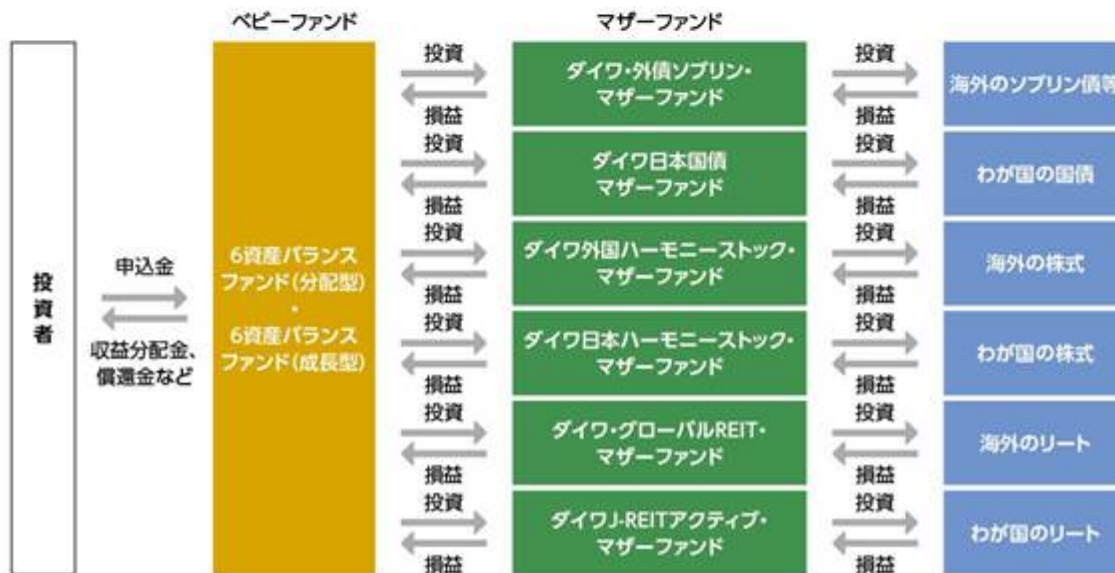 ベビーファンド
マザーファンド
投資者
申込金
収益分配金、
償還金など
6資産バランス
ファンド(分配型)
・
6資産バランス
ファンド(成長型)
投資
損益
投資
損益
投資
損益
投資
損益
投資
損益
投資
損益
ダイワ・外債ソブリン・
マザーファンド
ダイワ日本国債
マザーファンド
ダイワ外国ハーモニーストック・
マザーファンド
ダイワ日本ハーモニーストック・
マザーファンド
ダイワ・グローバルREIT・
マザーファンド
ダイワJ-REITアクティブ・
マザーファンド
投資
損益
投資
損益
投資
損益
投資
損益
投資
損益
投資
損益
海外のソブリン債等
わが国の国債
海外の株式
わが国の株式
海外のリート
わが国のリート